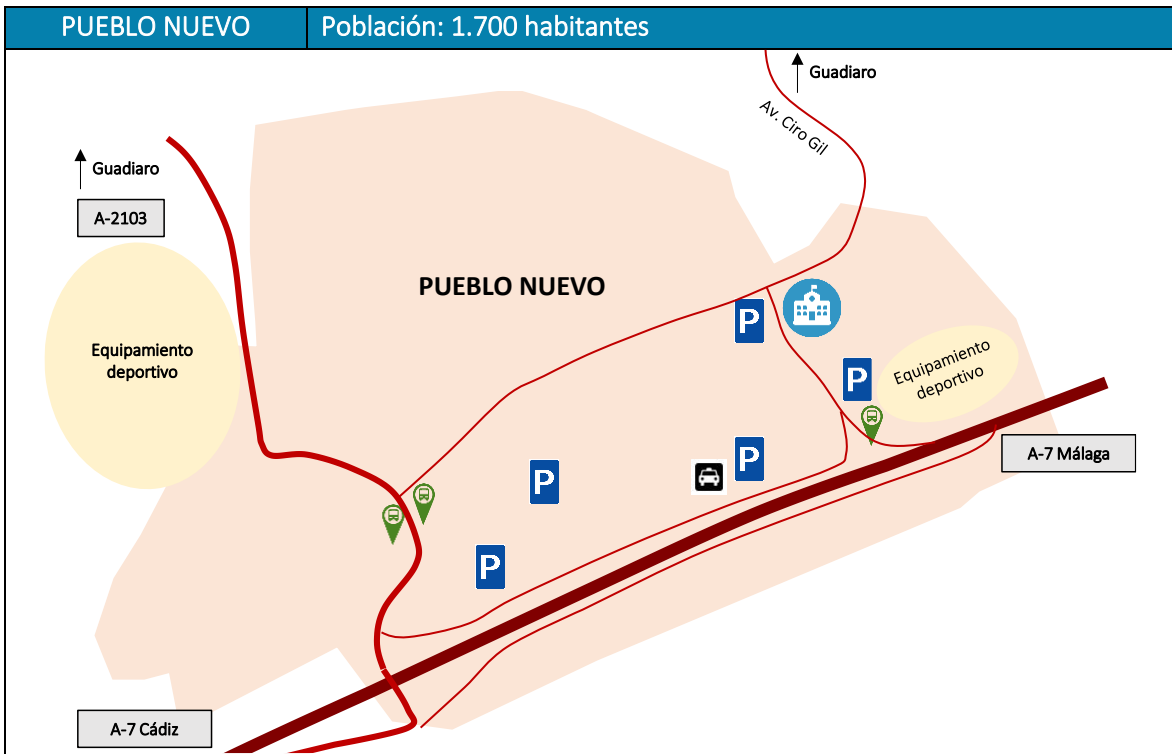 PUEBLO NUEVO
Población: 1.700 habitantes
Guadiaro
Av. Ciro Gil
Guadiaro
A-2103
PUEBLO NUEVO
P
Equipamiento
deportivo
Equipamiento
deportivo
P
P
A-7 Málaga
P
P
A-7 Cádiz